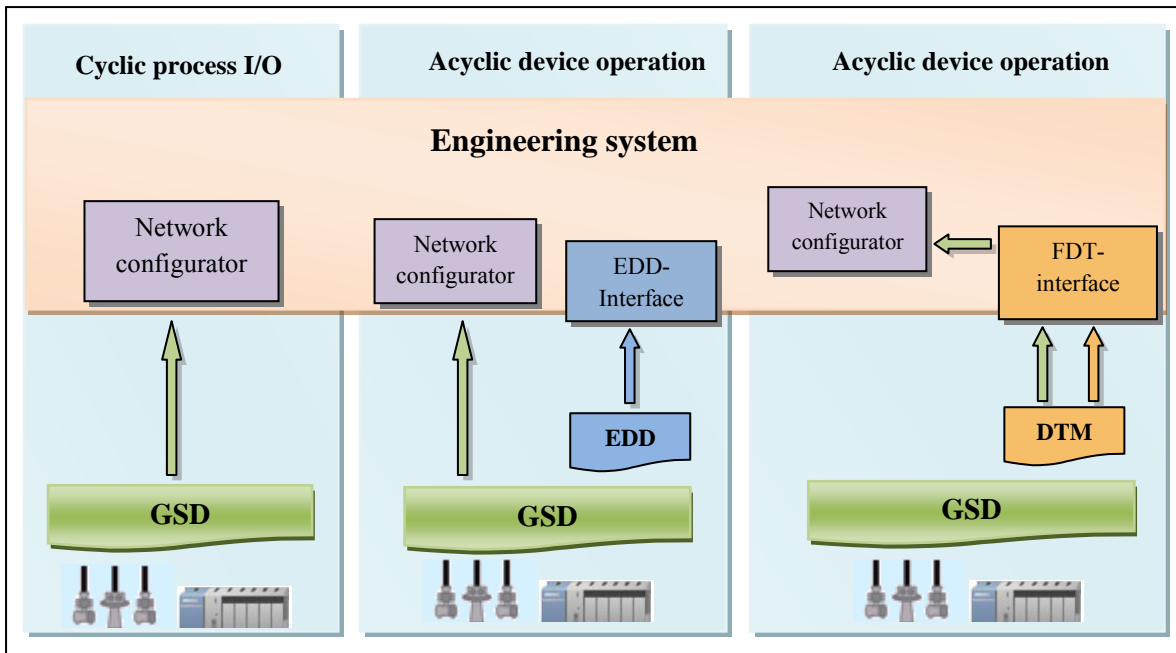 Cyclic process I/O
Acyclic device operation
Acyclic device operation
Engineering system
Network
configurator
Network
configurator
EDD-
Interface
Network
configurator
FDT-
interface
EDD
DTM
GSD
GSD
GSD